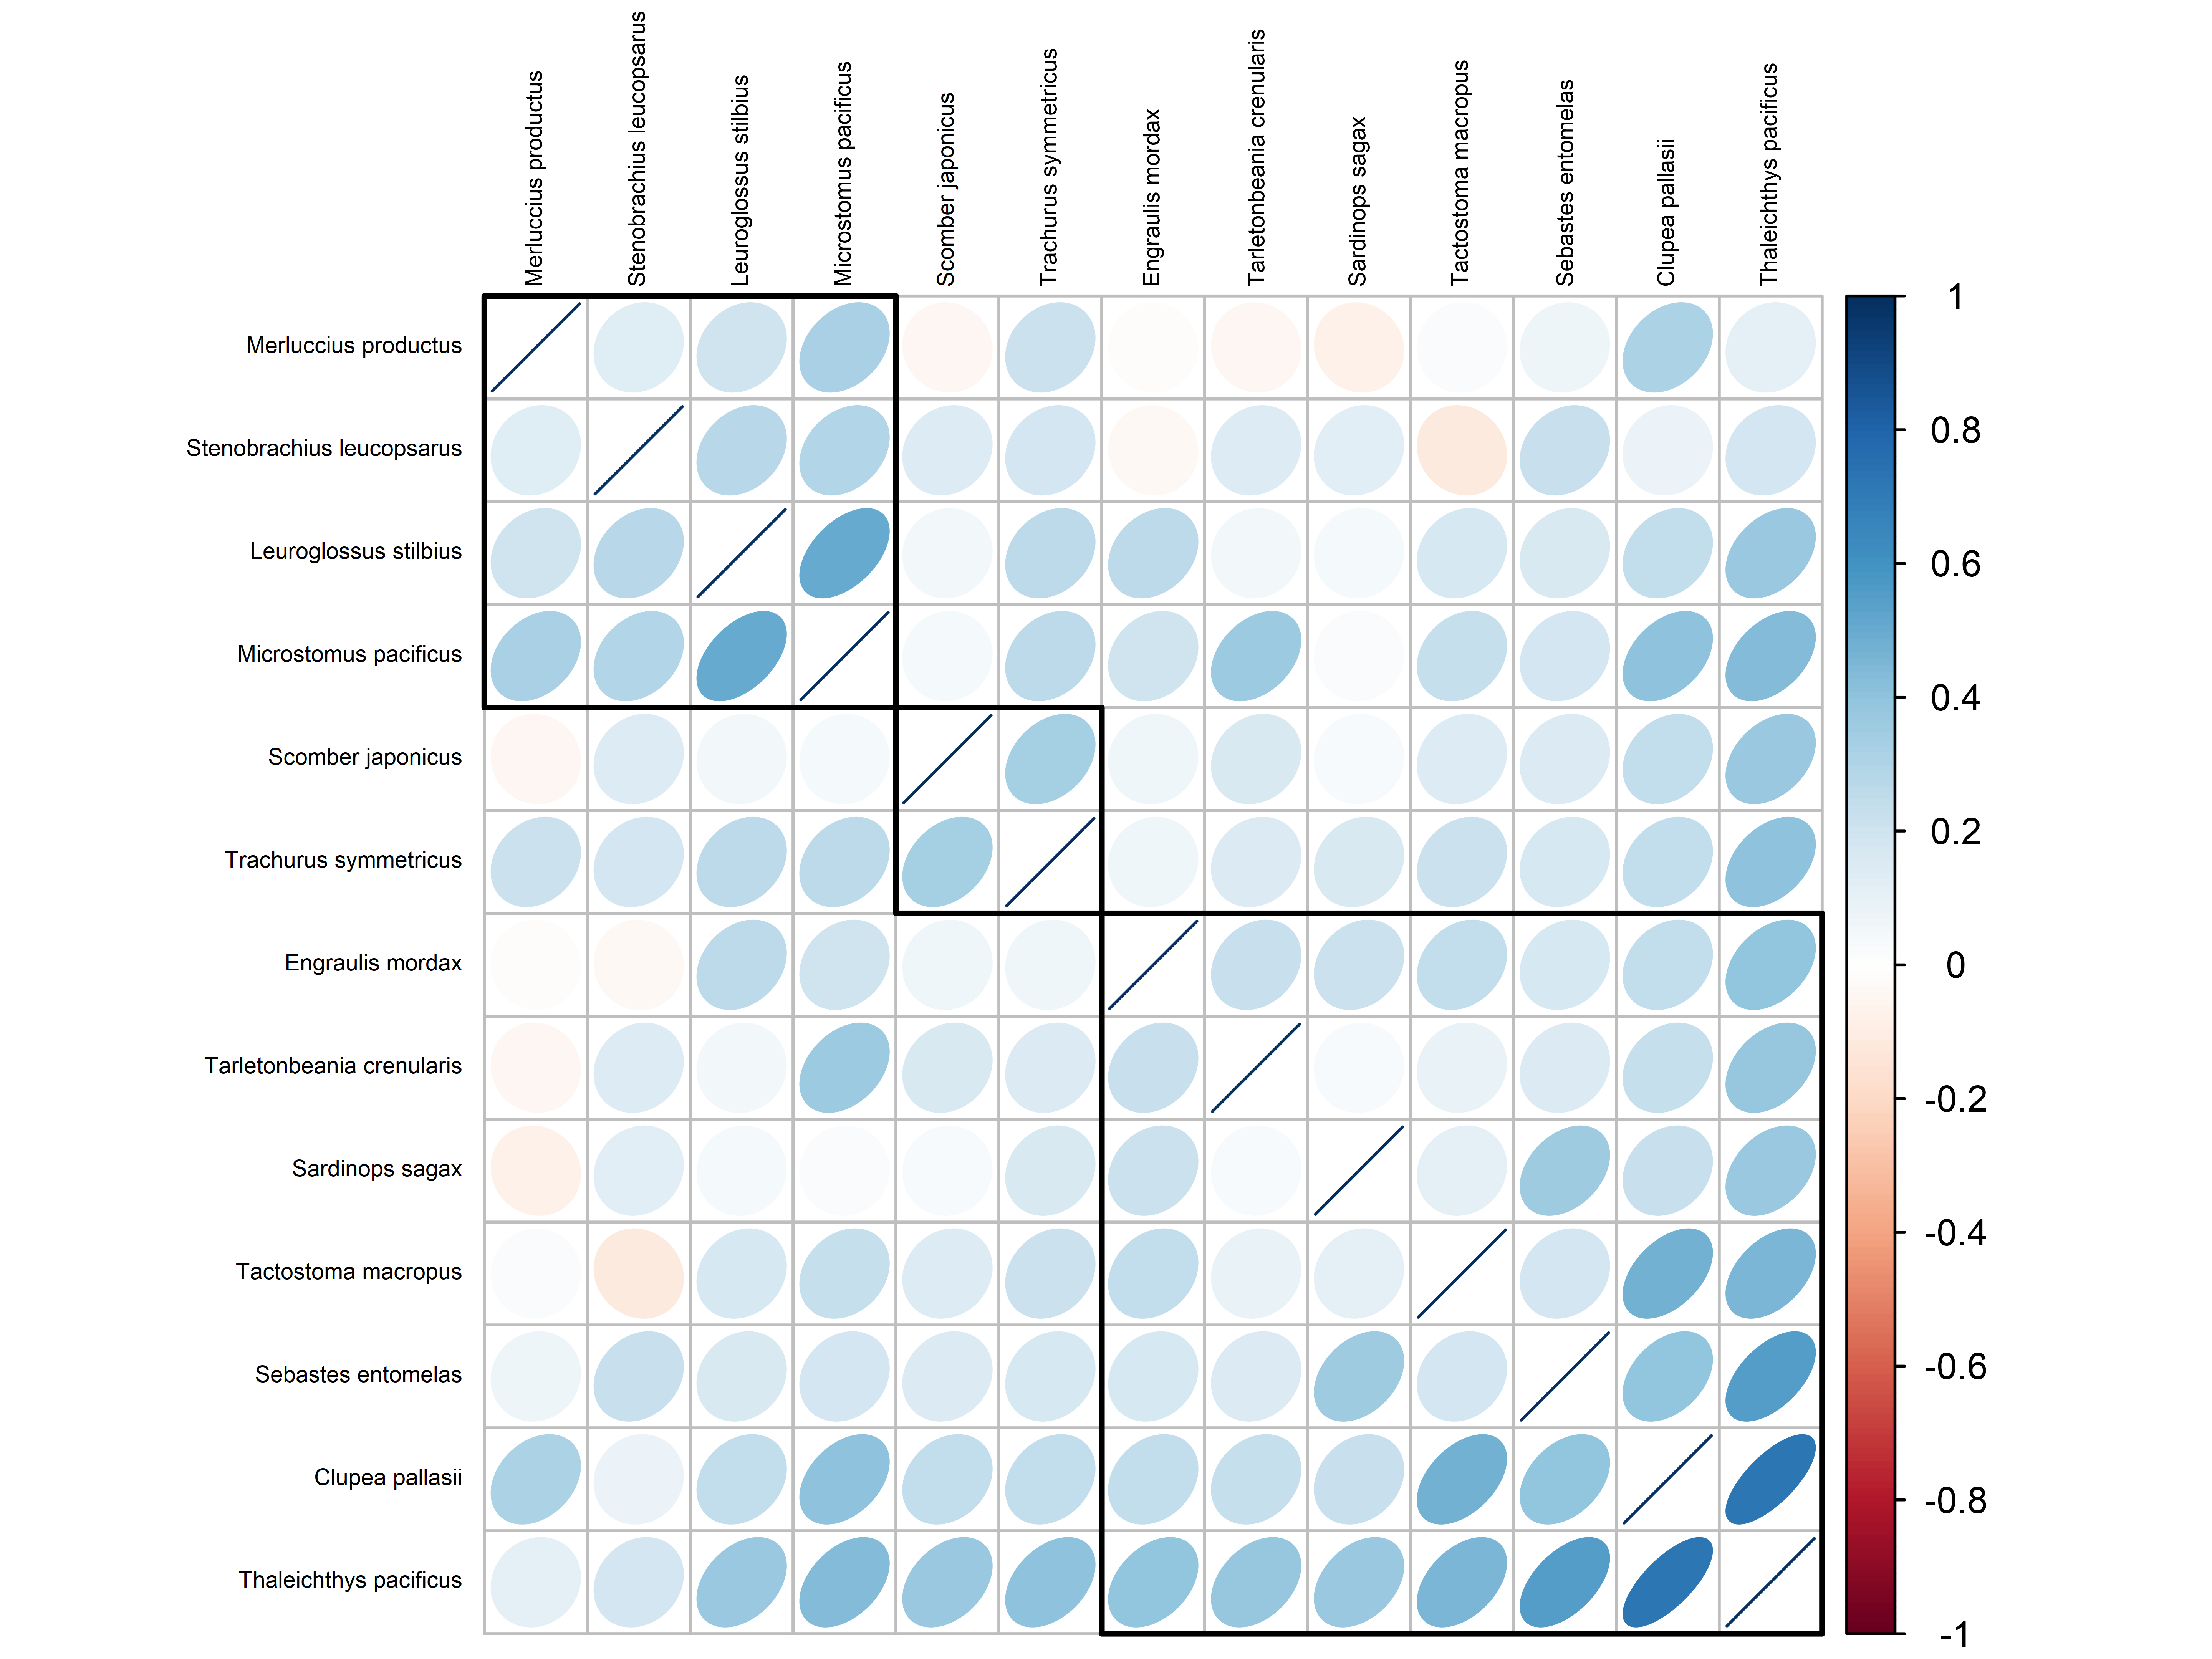 Merluccius productus
Stenobrachius leucopsarus
Leuroglossus stilbius
Microstomus pacificus
Scomber japonicus
Trachurus symmetricus
Engraulis mordax
Tarletonbeania crenularis
Sardinops sagax
Tactostoma macropus
Sebastes entomelas
Clupea pallasii
Thaleichthys pacificus
Merluccius productus
Stenobrachius leucopsarus
Leuroglossus stilbius
Microstomus pacificus
Scomber japonicus
Trachurus symmetricus
Engraulis mordax
Tarletonbeania crenularis
Sardinops sagax
Tactostoma macropus
Sebastes entomelas
Clupea pallasii
Thaleichthys pacificus
1
0.8
0.6
0.4
0.2
0
-0.2
-0.4
-0.6
-0.8
-1